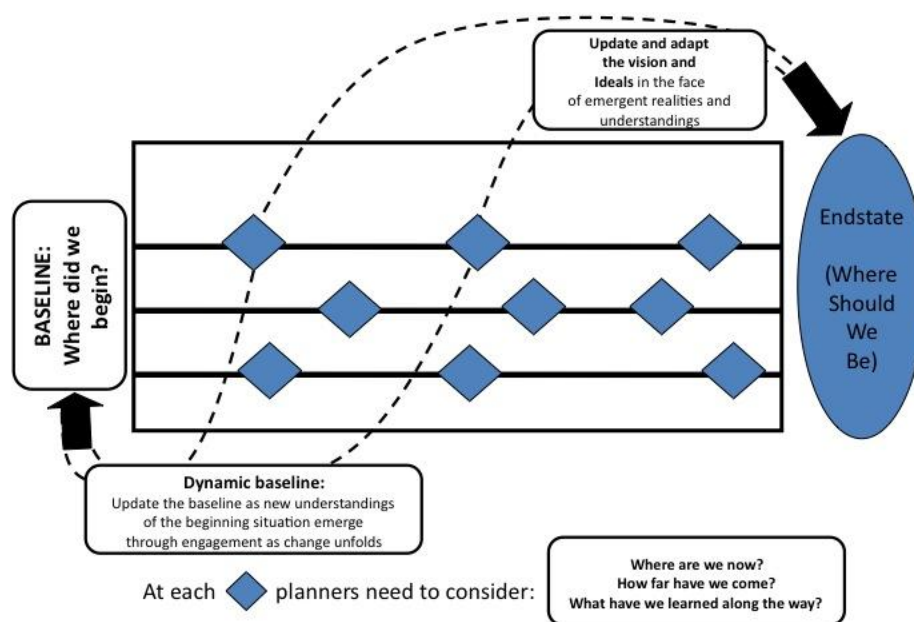 Update and adapt
the vision and
Ideals in the face
of emergent realities and
understandings
BASELINE:
Where did we
begin?
Endstate
(Where
Should
We
Be)
Dynamic baseline:
Update the baseline as new understandings
of the beginning situation emerge
through engagement as change unfolds
At each planners need to consider:
Where are we now?
How far have we come?
What have we learned along the way?